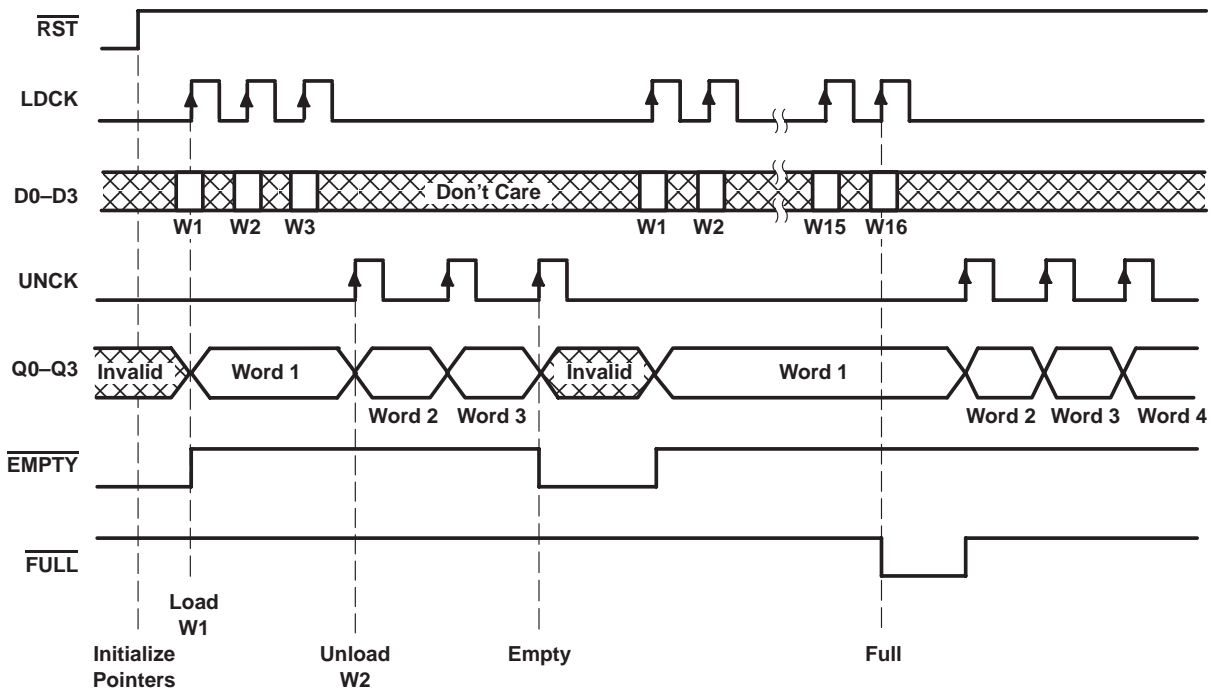 RST
LDCK
D0–D3
Don't Care
W1 W2 W3 W1 W2 W15 W16
UNCK
Q0–Q3
Invalid Word 1 Invalid Word 1
Word 2 Word 3 Word 2 Word 3 Word 4
EMPTY
FULL
Load
W1
Initialize
Pointers
Unload
W2
Empty
Full